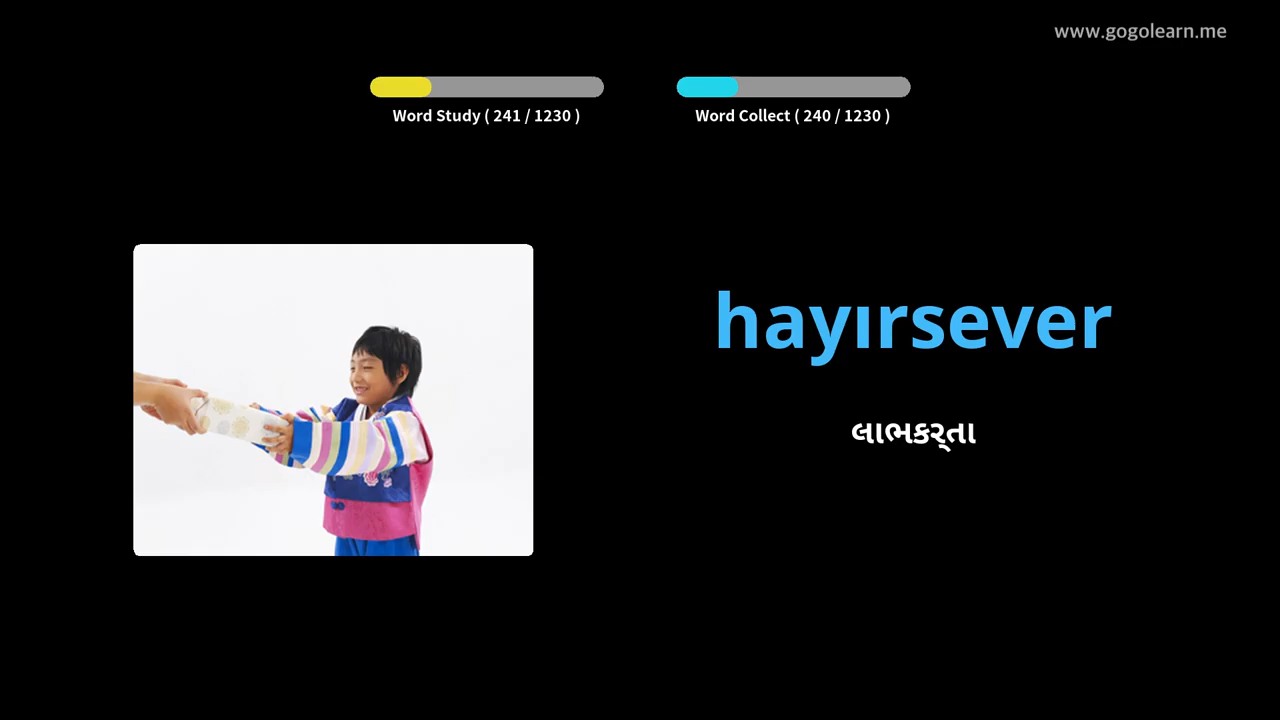 www.gogolearn.me
Word Study ( 241 / 1230 )
Word Collect ( 240 / 1230 )
hayırsever
લાભકર્તા